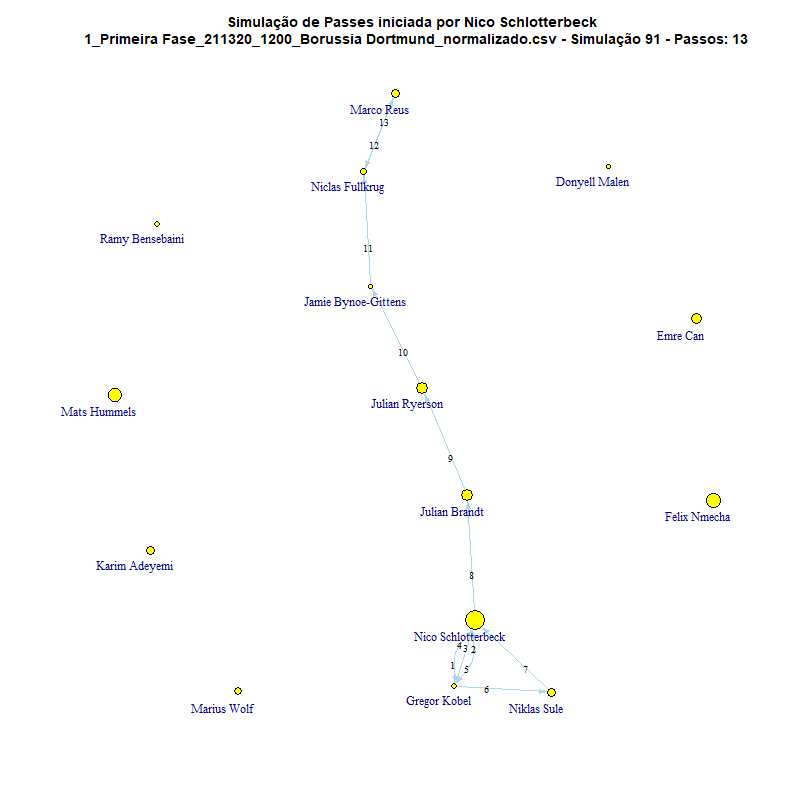 Simulação de Passes iniciada por Nico Schlotterbeck
1_Primeira Fase_211320_1200_Borussia Dortmund_normalizado.csv - Simulação 91 - Passos: 13
Marco Reus
13
12
Niclas Fullkrug
Donyell Malen
Ramy Bensebaini
11
Jamie Bynoe-Gittens
Emre Can
10
Julian Ryerson
Mats Hummels
9
Julian Brandt
Felix Nmecha
Karim Adeyemi
8
Nico Schlotterbeck
4
3
2
1
5
7
6
Gregor Kobel
Niklas Sule
Marius Wolf